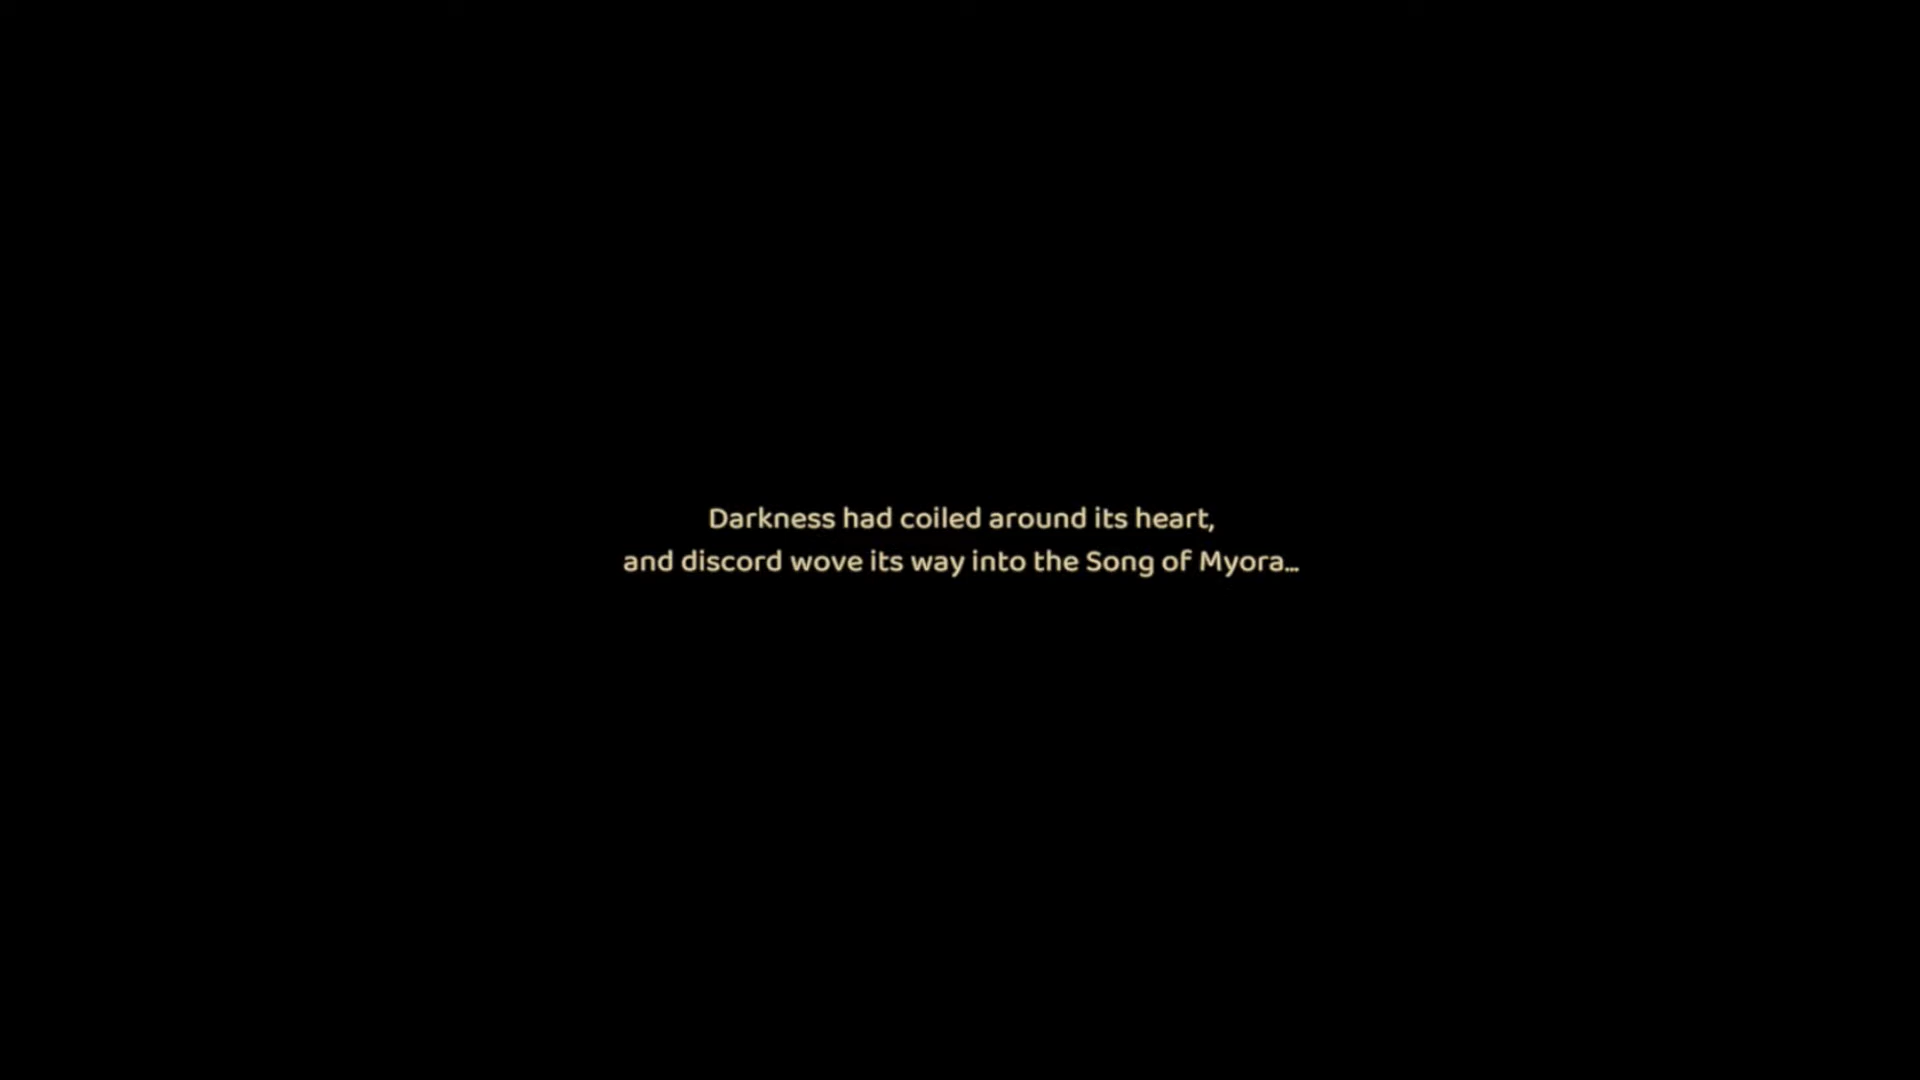 Darkness had coiled around its heart,
and discord wove its way into the Song of Myora...